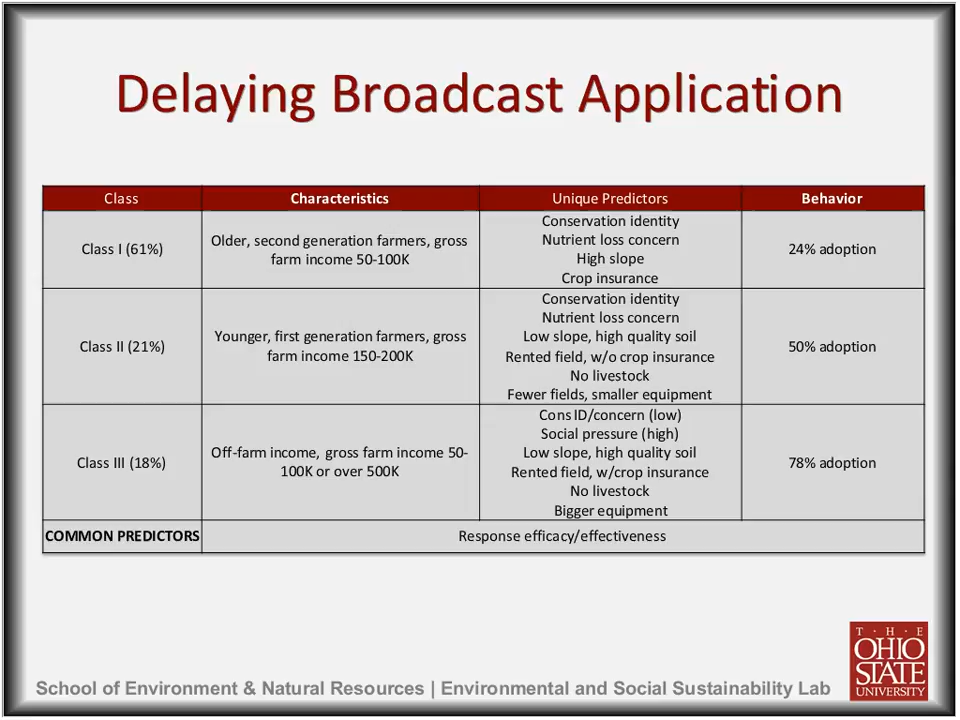 Delaying Broadcast Application
Class Characteristics Unique Predictors Behavior
Class I (61%)
Older, second generation farmers, gross
farm income 50-100K
Conservation identity
Nutrient loss concern
High slope
Crop insurance
24% adoption
Class II (21%)
Younger, first generation farmers, gross
farm income 150-200K
Conservation identity
Nutrient loss concern
Low slope, high quality soil
Rented field, w/o crop insurance
No livestock
Fewer fields, smaller equipment
50% adoption
Class III (18%)
Off-farm income, gross farm income 50-
100K or over 500K
Cons ID/concern (low)
Social pressure (high)
Low slope, high quality soil
Rented field, w/crop insurance
No livestock
Bigger equipment
78% adoption
COMMON PREDICTORS Response efficacy/effectiveness
School of Environment & Natural Resources | Environmental and Social Sustainability Lab
T · H · E
OHIO
STATE
UNIVERSITY